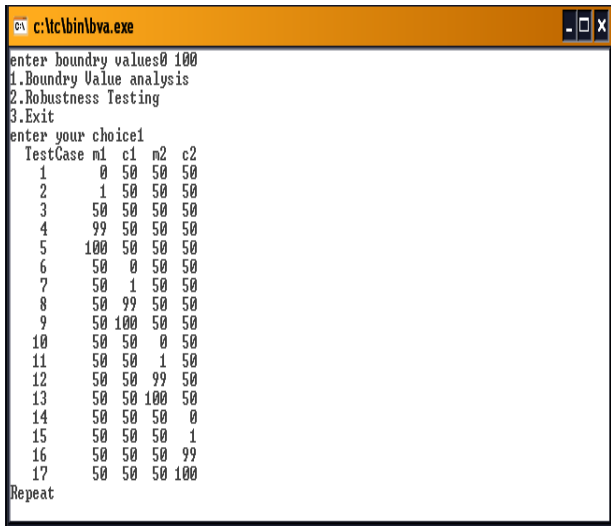 c:\tc\bin\bva.exe
enter boundry values0 100
1.Boundry Value analysis
2.Robustness Testing
3.Exit
enter your choice1
TestCase m1 c1 m2 c2
1 0 50 50 50
2 1 50 50 50
3 50 50 50 50
4 99 50 50 50
5 100 50 50 50
6 50 0 50 50
7 50 1 50 50
8 50 99 50 50
9 50 100 50 50
10 50 50 0 50
11 50 50 1 50
12 50 50 99 50
13 50 50 100 50
14 50 50 50 0
15 50 50 50 1
16 50 50 50 99
17 50 50 50 100
Repeat